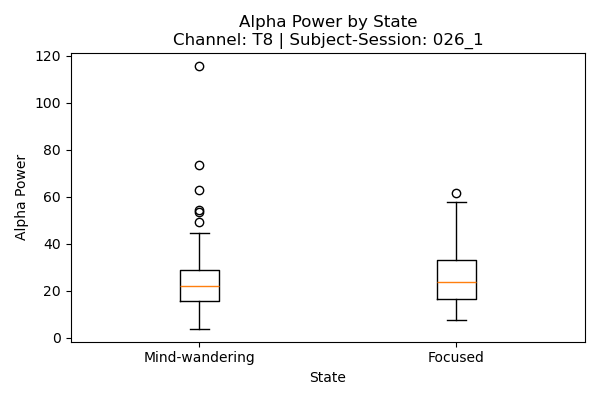 Alpha Power by State
Channel: T8 | Subject-Session: 026_1
120
100
80
60
40
20
0
Alpha Power
Mind-wandering
Focused
State